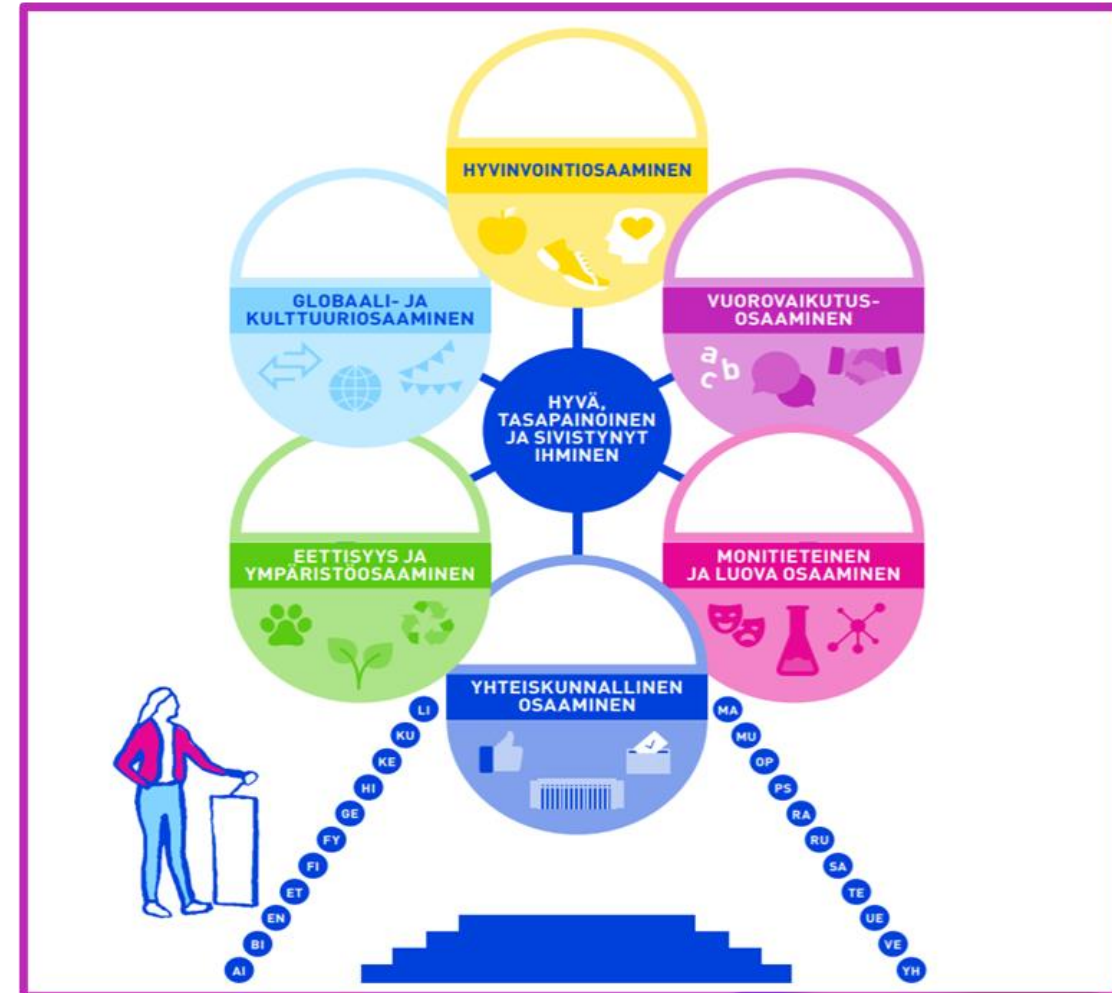 HYVINVOINTIOSAAMINEN
GLOBAALI- JA
KULTTUURIOSAAMINEN
VUOROVAIKUTUS-
OSAAMINEN
a
b
c
HYVÄ,
TASAPAINOINEN
JA SIVISTYNYT
IHMINEN
EETTISYYS JA
YMPÄRISTÖOSAAMINEN
MONITIETEINEN
JA LUOVA OSAAMINEN
YHTEISKUNNALLINEN
OSAAMINEN
LI
KU
KE
HI
GE
FY
FI
ET
EN
BI
AI
MA
MU
OP
PS
RA
RU
SA
TE
UE
VE
YH